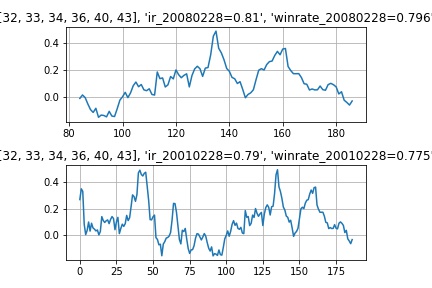 [32, 33, 34, 36, 40, 43], 'ir_20080228=0.81', 'winrate_20080228=0.796'
0.4
0.2
0.0
80 100 120 140 160 180
[32, 33, 34, 36, 40, 43], 'ir_20010228=0.79', 'winrate_20010228=0.775'
0.4
0.2
0.0
0 25 50 75 100 125 150 175